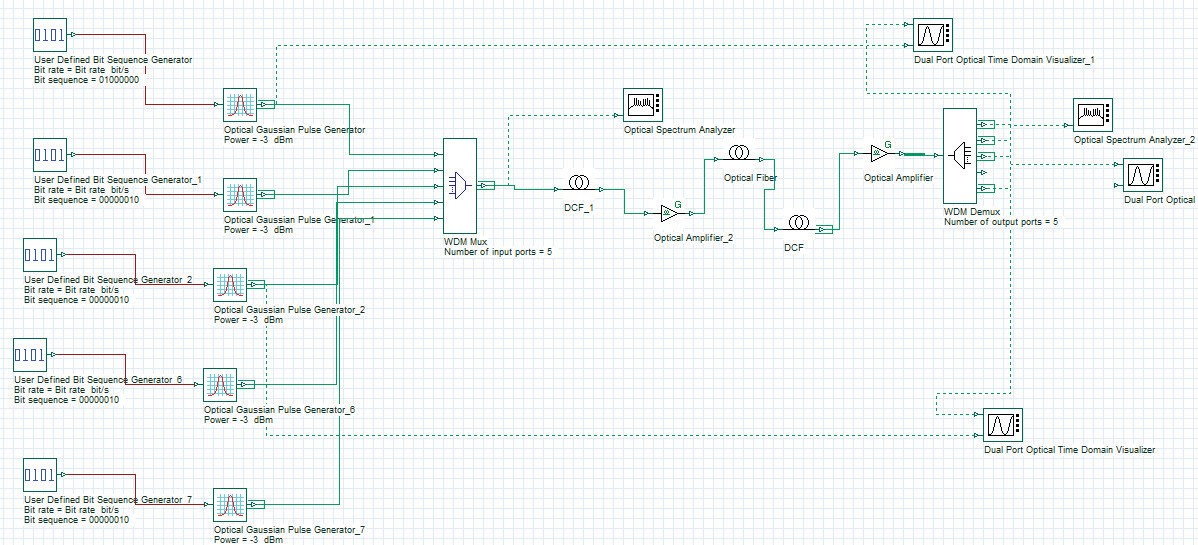 0101
User Defined Bit Sequence Generator
Bit rate = Bit rate bit/s
Bit sequence = 01000000
Optical Gaussian Pulse Generator
Power = -3 dBm
0101
User Defined Bit Sequence Generator_1
Bit rate = Bit rate bit/s
Bit sequence = 00000010
Optical Gaussian Pulse Generator_1
Power = -3 dBm
0101
User Defined Bit Sequence Generator_2
Bit rate = Bit rate bit/s
Bit sequence = 00000010
Optical Gaussian Pulse Generator_2
Power = -3 dBm
0101
User Defined Bit Sequence Generator_6
Bit rate = Bit rate bit/s
Bit sequence = 00000010
Optical Gaussian Pulse Generator_6
Power = -3 dBm
0101
User Defined Bit Sequence Generator_7
Bit rate = Bit rate bit/s
Bit sequence = 00000010
Optical Gaussian Pulse Generator_7
Power = -3 dBm
WDM Mux
Number of input ports = 5
Optical Spectrum Analyzer
DCF_1
G
Optical Amplifier_2
Optical Fiber
DCF
G
Optical Amplifier
WDM Demux
Number of output ports = 5
Dual Port Optical Time Domain Visualizer_1
Optical Spectrum Analyzer_2
Dual Port Optical
Dual Port Optical Time Domain Visualizer